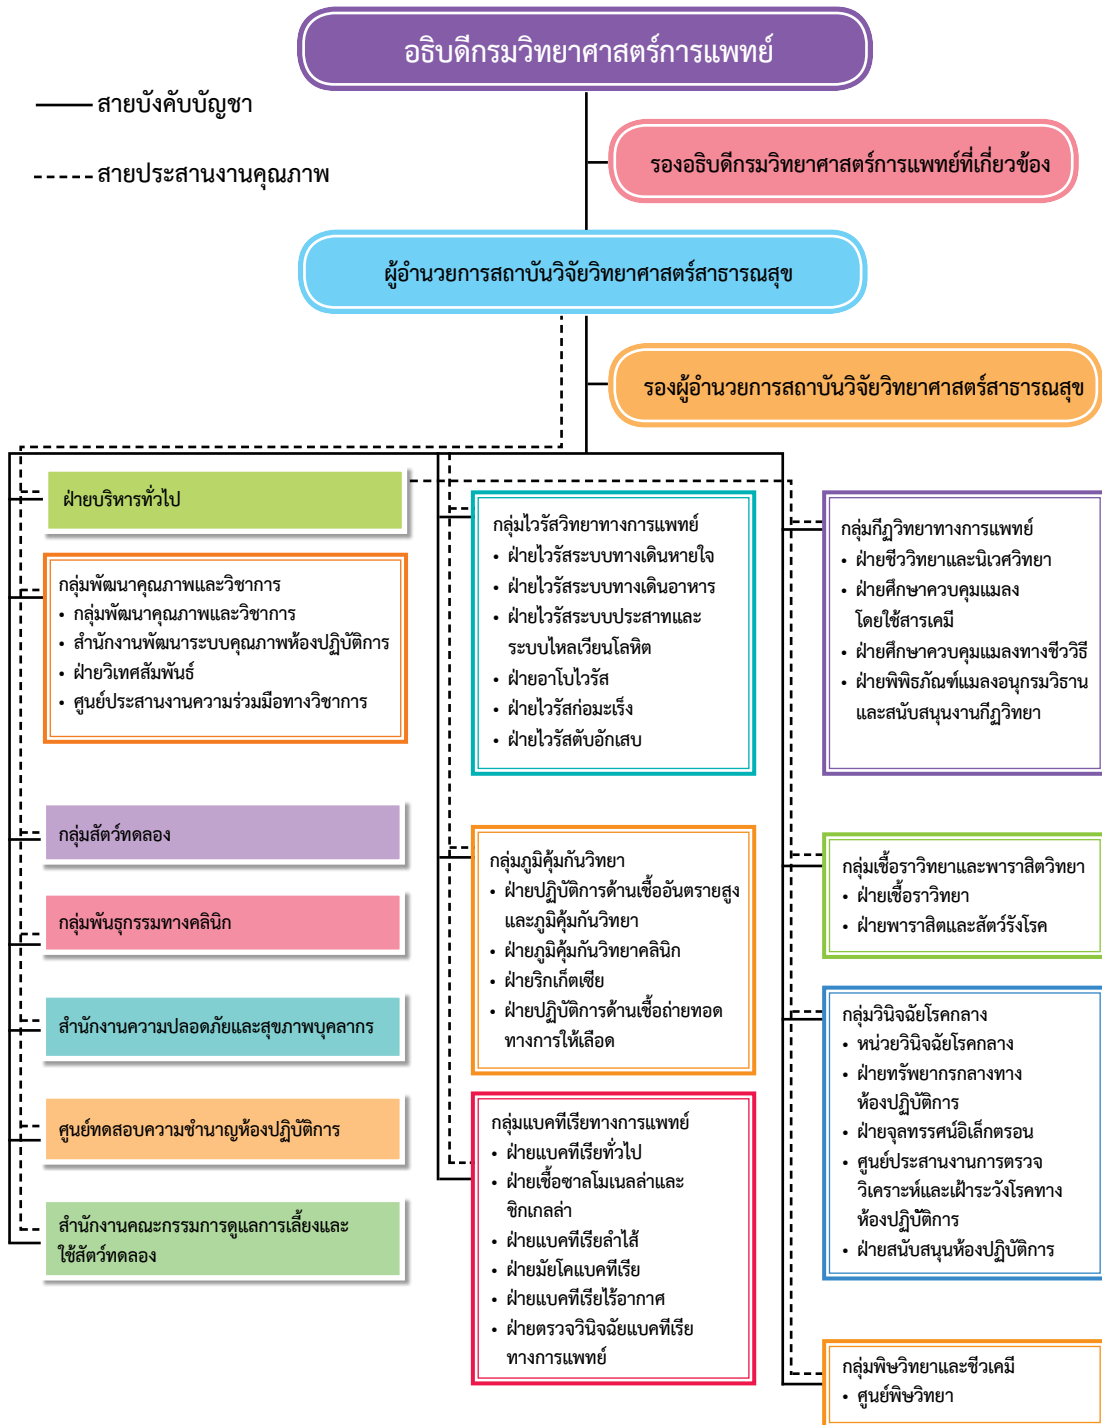 อธิบดีกรมวิทยาศาสตร์การแพทย์
สายบังคับบัญชา
รองอธิบดีกรมวิทยาศาสตร์การแพทย์ที่เกี่ยวข้อง
สายประสานงานคุณภาพ
ผู้อำนวยการสถาบันวิจัยวิทยาศาสตร์สาธารณสุข
รองผู้อำนวยการสถาบันวิจัยวิทยาศาสตร์สาธารณสุข
ฝ่ายบริหารทั่วไป
กลุ่มพัฒนาคุณภาพและวิชาการ
• กลุ่มพัฒนาคุณภาพและวิชาการ
• สำนักงานพัฒนาระบบคุณภาพห้องปฏิบัติการ
• ฝ่ายวิเทศสัมพันธ์
• ศูนย์ประสานงานความร่วมมือทางวิชาการ
กลุ่มสัตว์ทดลอง
กลุ่มพันธุกรรมทางคลินิก
สำนักงานความปลอดภัยและสุขภาพบุคลากร
ศูนย์ทดสอบความชำนาญห้องปฏิบัติการ
สำนักงานคณะกรรมการดูแลการเลี้ยงและ
ใช้สัตว์ทดลอง
กลุ่มไวรัสวิทยาทางการแพทย์
• ฝ่ายไวรัสระบบทางเดินหายใจ
• ฝ่ายไวรัสระบบทางเดินอาหาร
• ฝ่ายไวรัสระบบประสาทและ
ระบบไหลเวียนโลหิต
• ฝ่ายอาโบไวรัส
• ฝ่ายไวรัสก่อมะเร็ง
• ฝ่ายไวรัสตับอักเสบ
กลุ่มภูมิคุ้มกันวิทยา
• ฝ่ายปฏิบัติการด้านเชื้ออันตรายสูง
และภูมิคุ้มกันวิทยา
• ฝ่ายภูมิคุ้มกันวิทยาคลินิก
• ฝ่ายริกเก็ตเซีย
• ฝ่ายปฏิบัติการด้านเชื้อถ่ายทอด
ทางการให้เลือด
กลุ่มแบคทีเรียทางการแพทย์
• ฝ่ายแบคทีเรียทั่วไป
• ฝ่ายเชื้อซาลโมเนลล่าและ
ชิกเกลล่า
• ฝ่ายแบคทีเรียลำไส้
• ฝ่ายมัยโคแบคทีเรีย
• ฝ่ายแบคทีเรียไร้อากาศ
• ฝ่ายตรวจวินิจฉัยแบคทีเรีย
ทางการแพทย์
กลุ่มกีฏวิทยาทางการแพทย์
• ฝ่ายชีววิทยาและนิเวศวิทยา
• ฝ่ายศึกษาควบคุมแมลง
โดยใช้สารเคมี
• ฝ่ายศึกษาควบคุมแมลงทางชีววิธี
• ฝ่ายพิพิธภัณฑ์แมลงอนุกรมวิธาน
และสนับสนุนงานกีฏวิทยา
กลุ่มเชื้อราวิทยาและพาราสิตวิทยา
• ฝ่ายเชื้อราวิทยา
• ฝ่ายพาราสิตและสัตว์รังโรค
กลุ่มวินิจฉัยโรคกลาง
• หน่วยวินิจฉัยโรคกลาง
• ฝ่ายทรัพยากรกลางทาง
ห้องปฏิบัติการ
• ฝ่ายจุลทรรศน์อิเล็กตรอน
• ศูนย์ประสานงานการตรวจ
วิเคราะห์และเฝ้าระวังโรคทาง
ห้องปฏิบัติการ
• ฝ่ายสนับสนุนห้องปฏิบัติการ
กลุ่มพิษวิทยาและชีวเคมี
• ศูนย์พิษวิทยา